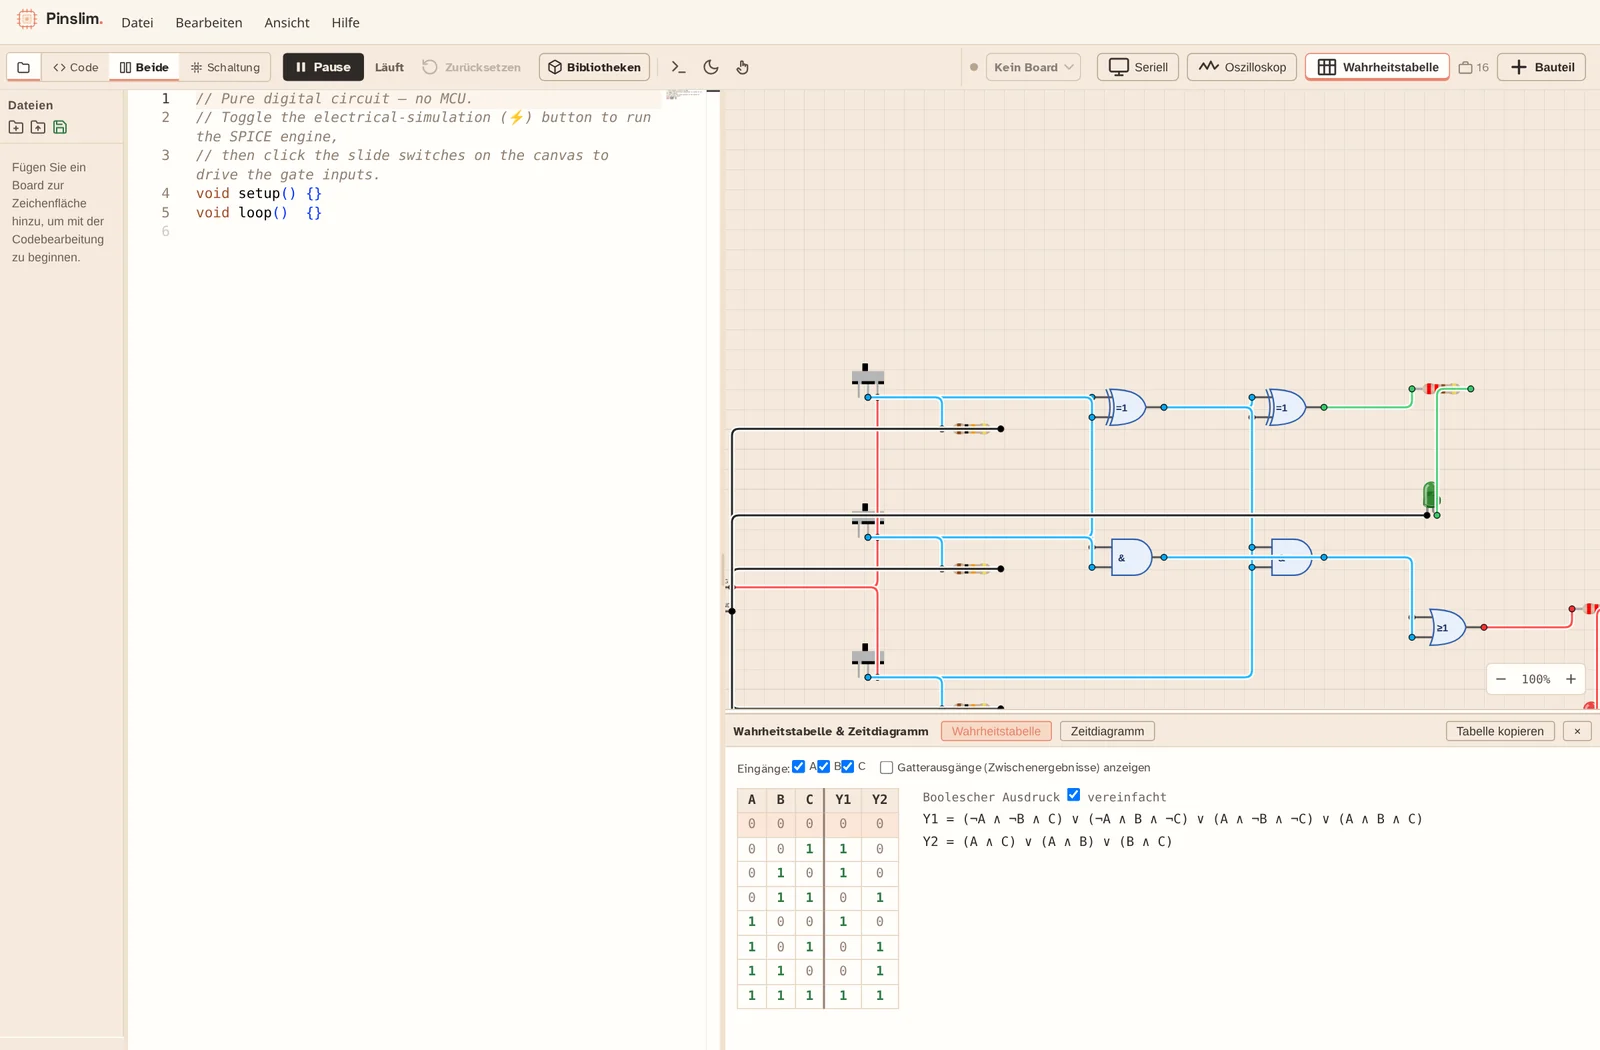 Pinslim.
Datei Bearbeiten Ansicht Hilfe
Code Beide Schaltung Pause Läuft Zurücksetzen Bibliotheken Kein Board Seriell Oszilloskop Wahrheitstabelle 16 Bauteil
Dateien
Fügen Sie ein
Board zur
Zeichenfläche
hinzu, um mit der
Codebearbeitung
zu beginnen.
1 // Pure digital circuit — no MCU.
2 // Toggle the electrical-simulation (⚡) button to run
the SPICE engine,
3 // then click the slide switches on the canvas to
drive the gate inputs.
4 void setup() {}
5 void loop()  {}
6
=1 =1
&
≥1
− 100% +
Wahrheitstabelle & Zeitdiagramm Wahrheitstabelle Zeitdiagramm Tabelle kopieren ×
Eingänge: A B C Gatterausgänge (Zwischenergebnisse) anzeigen
A B C Y1 Y2
0 0 0 0 0
0 0 1 1 0
0 1 0 1 0
0 1 1 0 1
1 0 0 1 0
1 0 1 0 1
1 1 0 0 1
1 1 1 1 1
Boolescher Ausdruck vereinfacht
Y1 = (¬A ∧ ¬B ∧ C) ∨ (¬A ∧ B ∧ ¬C) ∨ (A ∧ ¬B ∧ ¬C) ∨ (A ∧ B ∧ C)
Y2 = (A ∧ C) ∨ (A ∧ B) ∨ (B ∧ C)